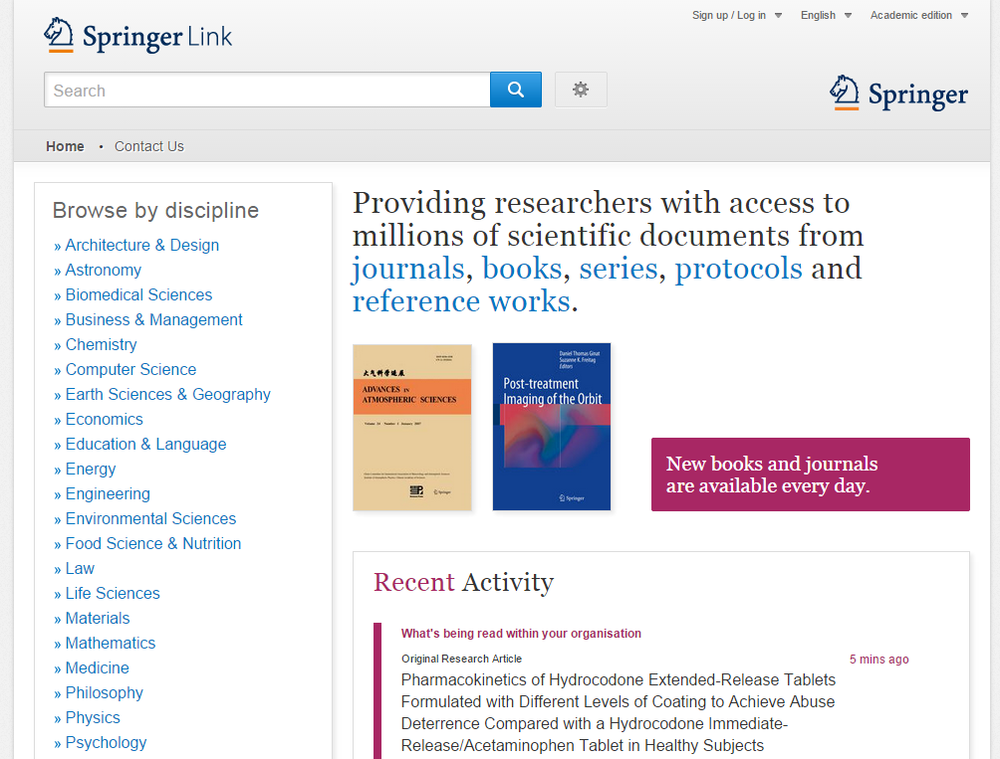 Sign up / Log in English Academic edition
Springer Link
Search
Springer
Home • Contact Us
Browse by discipline
» Architecture & Design
» Astronomy
» Biomedical Sciences
» Business & Management
» Chemistry
» Computer Science
» Earth Sciences & Geography
» Economics
» Education & Language
» Energy
» Engineering
» Environmental Sciences
» Food Science & Nutrition
» Law
» Life Sciences
» Materials
» Mathematics
» Medicine
» Philosophy
» Physics
» Psychology
Providing researchers with access to
millions of scientific documents from
journals, books, series, protocols and
reference works.
大气科学进展
ADVANCES IN
ATMOSPHERIC SCIENCES
Springer
Daniel Thomas Ginat
Suzanne K. Freitag
Editors
Post-treatment
Imaging of the Orbit
Springer
New books and journals
are available every day.
Recent Activity
What's being read within your organisation
Original Research Article 5 mins ago
Pharmacokinetics of Hydrocodone Extended-Release Tablets
Formulated with Different Levels of Coating to Achieve Abuse
Deterrence Compared with a Hydrocodone Immediate-
Release/Acetaminophen Tablet in Healthy Subjects